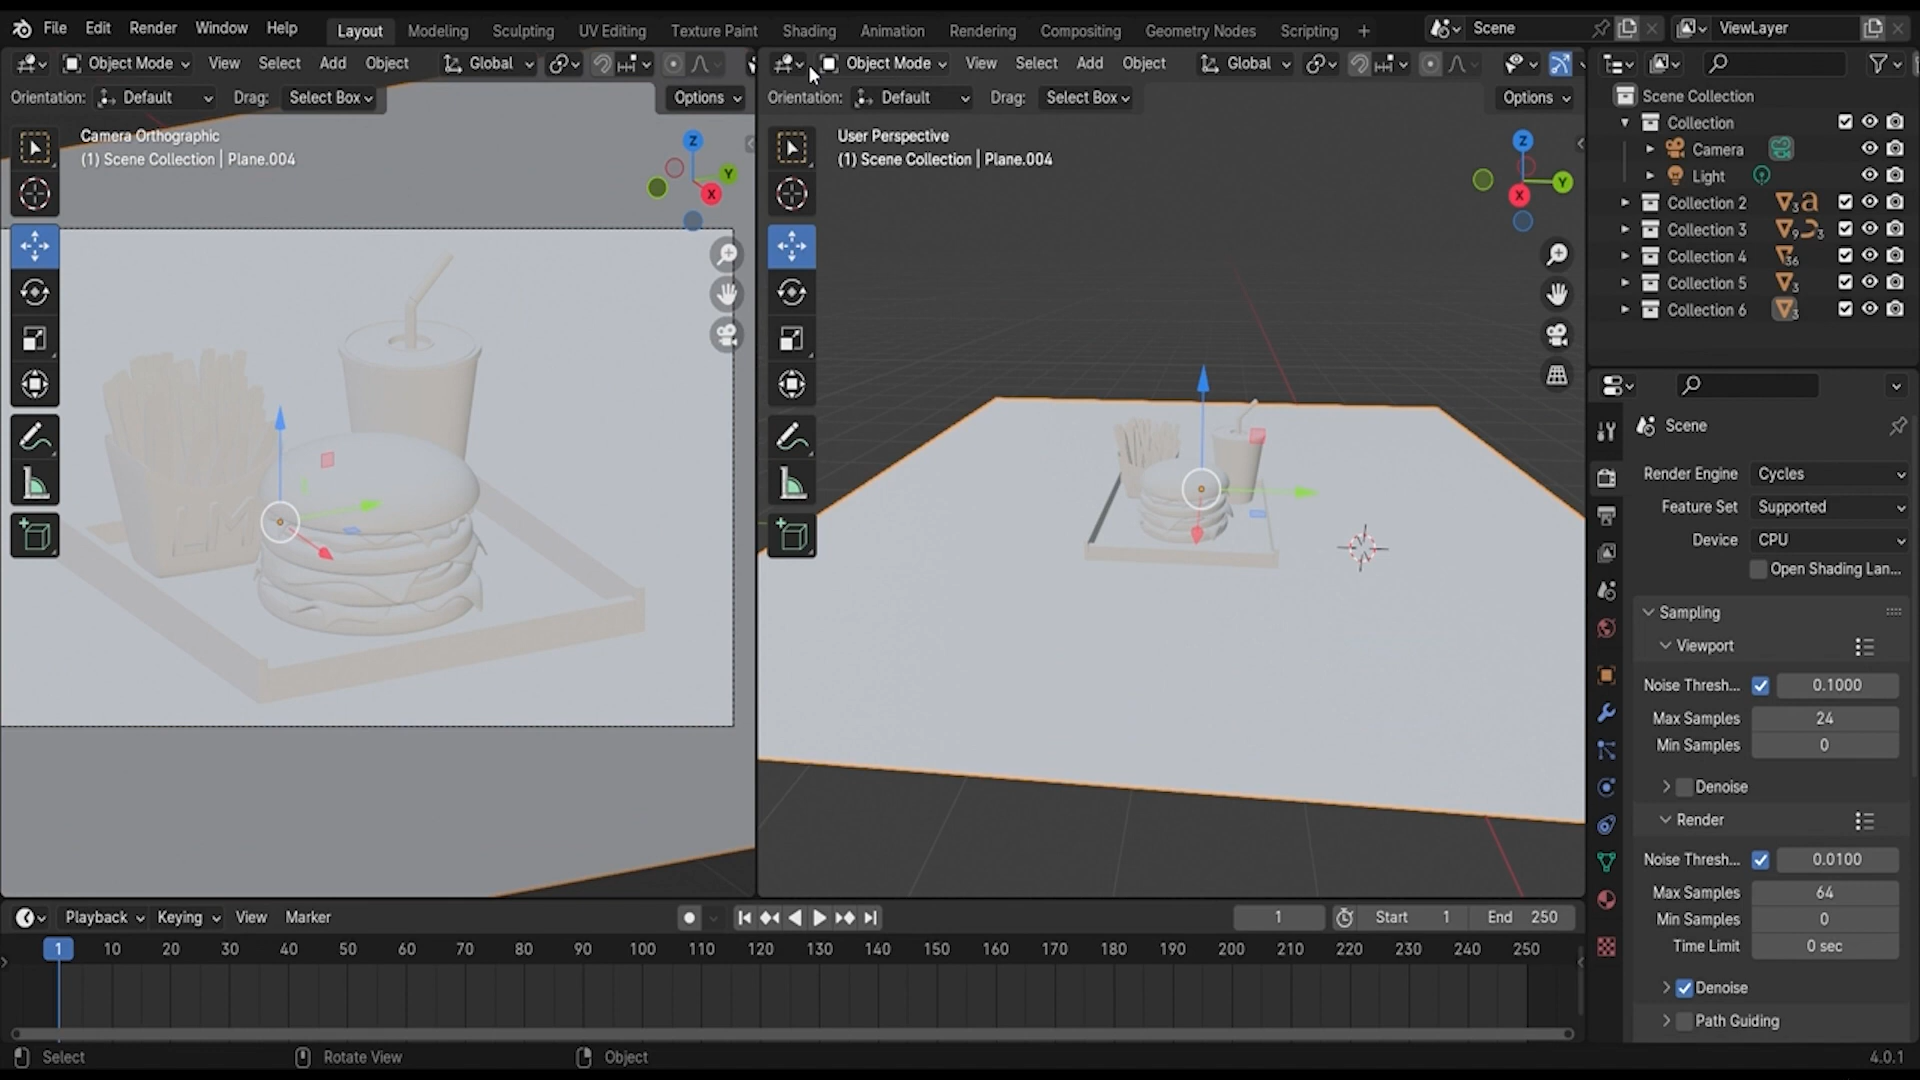 File Edit Render Window Help Layout Modeling Sculpting UV Editing Texture Paint Shading Animation Rendering Compositing Geometry Nodes Scripting + Scene ViewLayer
Object Mode View Select Add Object Global Object Mode View Select Add Object Global
Orientation: Default Drag: Select Box Options Orientation: Default Drag: Select Box Options
Camera Orthographic
(1) Scene Collection | Plane.004
Z
Y
X
User Perspective
(1) Scene Collection | Plane.004
Z
Y
X
Scene Collection
Collection
Camera
Light
Collection 2 3
Collection 3 9 3
Collection 4 36
Collection 5 3
Collection 6 3
Scene
Render Engine Cycles
Feature Set Supported
Device CPU
Open Shading Lan...
Sampling
Viewport
Noise Thresh... 0.1000
Max Samples 24
Min Samples 0
Denoise
Render
Noise Thresh... 0.0100
Max Samples 64
Min Samples 0
Time Limit 0 sec
Denoise
Path Guiding
Playback Keying View Marker 1 Start 1 End 250
1 10 20 30 40 50 60 70 80 90 100 110 120 130 140 150 160 170 180 190 200 210 220 230 240 250
Select Rotate View Object 4.0.1